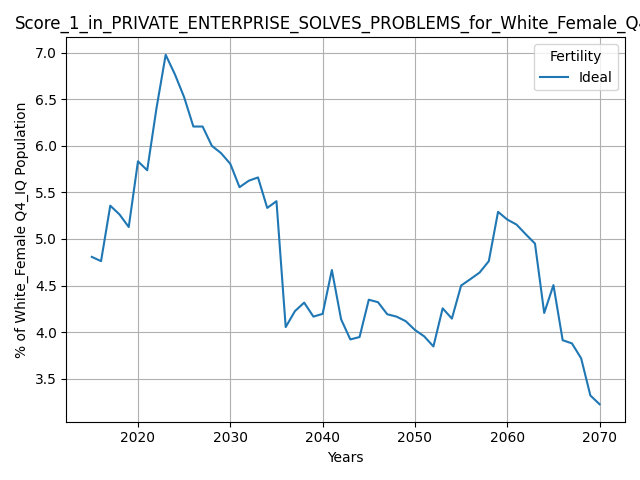 Score_1_in_PRIVATE_ENTERPRISE_SOLVES_PROBLEMS_for_White_Female_Q4
Fertility
Ideal
% of White_Female Q4_IQ Population
7.0
6.5
6.0
5.5
5.0
4.5
4.0
3.5
2020 2030 2040 2050 2060 2070
Years